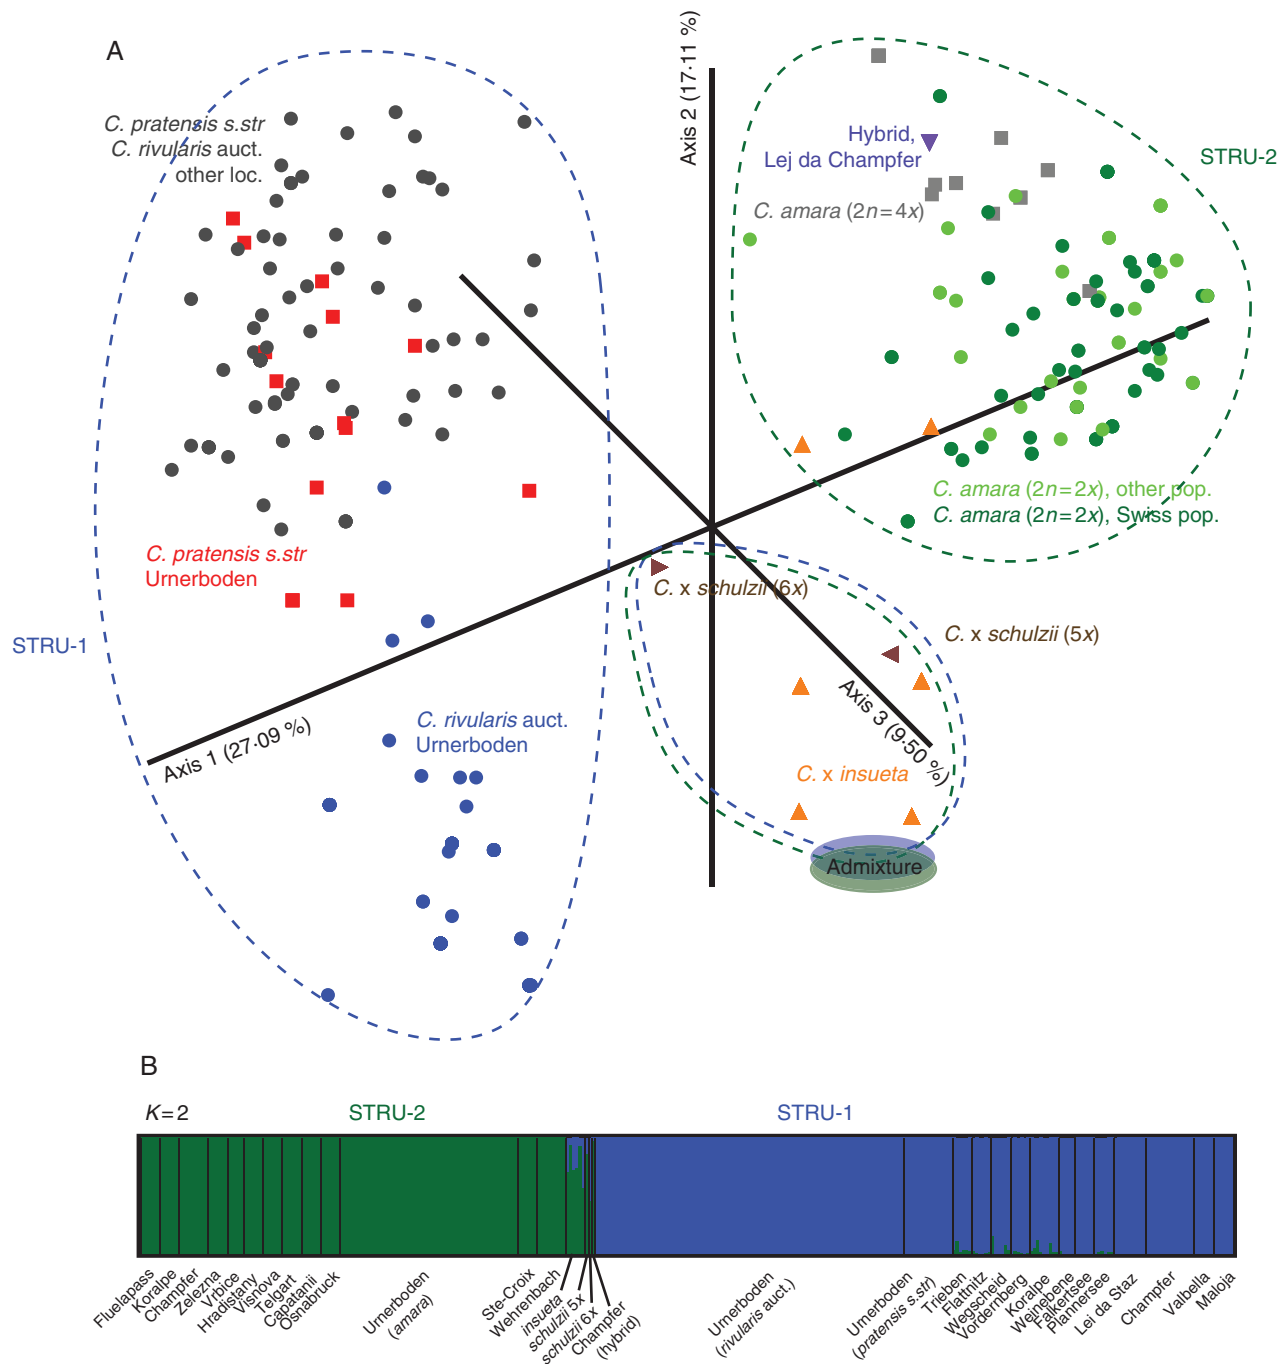 A
C. pratensis s.str
C. rivularis auct.
other loc.
Axis 2 (17·11 %)
Hybrid,
Lej da Champfer
STRU-2
C. amara (2n=4x)
C. amara (2n=2x), other pop.
C. amara (2n=2x), Swiss pop.
C. pratensis s.str
Urnerboden
C. x schulzii (6x)
C. x schulzii (5x)
STRU-1
Axis 1 (27·09 %)
C. rivularis auct.
Urnerboden
Axis 3 (9·50 %)
C. x insueta
Admixture
B
K=2
STRU-2
STRU-1
Fluelapass
Koralpe
Champfer
Zelezna
Vrbice
Hradistany
Visnova
Telgart
Capatanii
Osnabruck
Urnerboden
(amara)
Ste-Croix
Wehrenbach
insueta
schulzii 5x
schulzii 6x
Champfer
(hybrid)
Urnerboden
(rivularis auct.)
Urnerboden
(pratensis s.str)
Trieben
Flattnitz
Wegscheid
Vordernberg
Koralpe
Weinebene
Falkertsee
Plannersee
Lei da Staz
Champfer
Valbella
Maloja